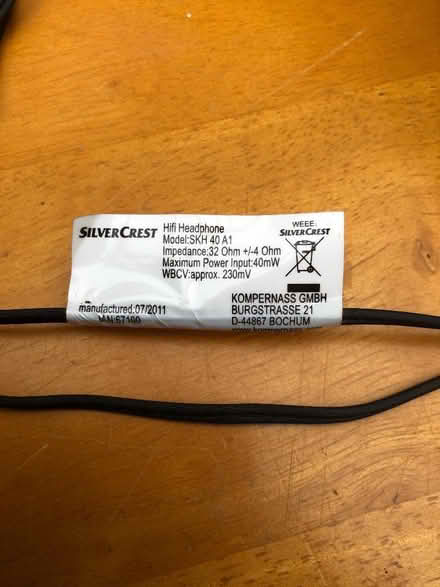 SILVERCREST
Hifi Headphone
Model:SKH 40 A1
Impedance:32 Ohm +/-4 Ohm
Maximum Power Input:40mW
WBCV:approx. 230mV
WEEE:
SILVERCREST
manufactured:07/2011
KOMPERNASS GMBH
BURGSTRASSE 21
D-44867 BOCHUM